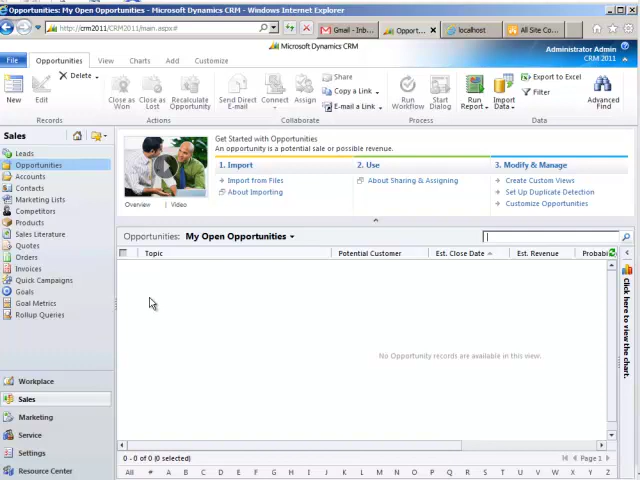 Opportunities: My Open Opportunities - Windows Internet Explorer
http://crm2011/CRM2011/main.aspx#
Gmail - Inb...
Opport...
localhost
All Site Co...
Microsoft Dynamics CRM
Administrator Admin
CRM 2011
File
Opportunities
View
Charts
Add
Customize
New
Edit
Delete
Close as Won
Close as Lost
Recalculate Opportunity
Send Direct E-mail
Connect
Assign
Share
Copy a Link
E-mail a Link
Run Workflow
Start Dialog
Run Report
Import Data
Export to Excel
Filter
Advanced Find
Records
Actions
Collaborate
Process
Data
Sales
Leads
Opportunities
Accounts
Contacts
Marketing Lists
Competitors
Products
Sales Literature
Quotes
Orders
Invoices
Quick Campaigns
Goals
Goal Metrics
Rollup Queries
Workplace
Sales
Marketing
Service
Settings
Resource Center
Get Started with Opportunities
An opportunity is a potential sale or possible revenue.
1. Import
Import from Files
About Importing
2. Use
About Sharing & Assigning
3. Modify & Manage
Create Custom Views
Set Up Duplicate Detection
Customize Opportunities
Overview | Video
Opportunities: My Open Opportunities
Topic
Potential Customer
Est. Close Date
Est. Revenue
Probabi
No Opportunity records are available in this view.
Click here to view the chart.
0 - 0 of 0 (0 selected)
Page 1
All # A B C D E F G H I J K L M N O P Q R S T U V W X Y Z